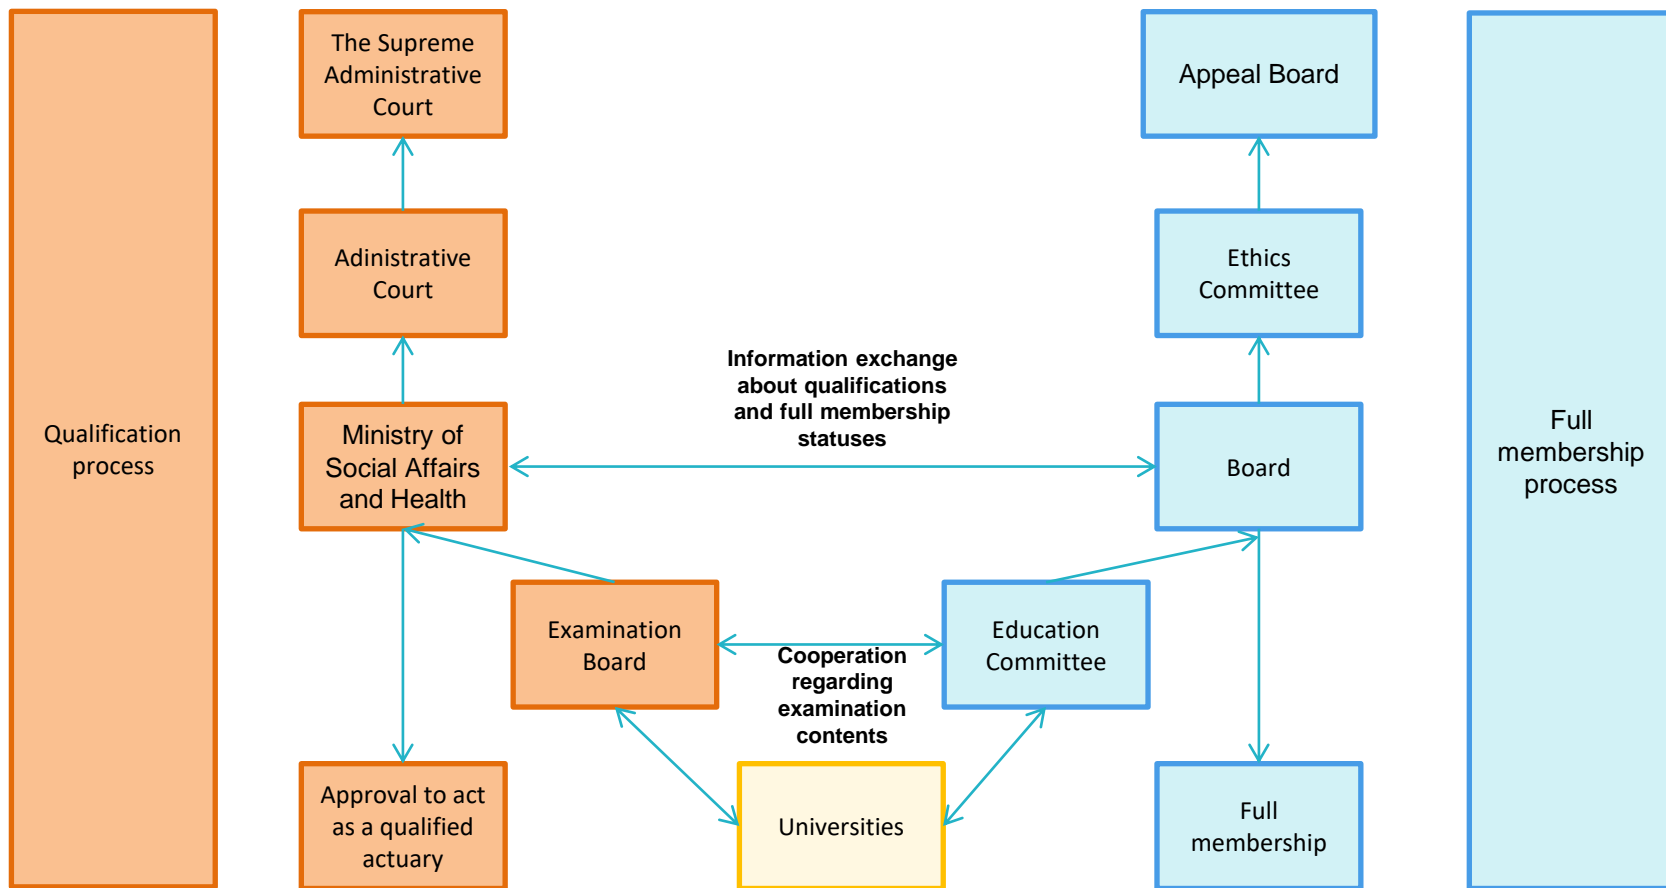 The Supreme
Administrative
Court
Appeal Board
Adinistrative
Court
Ethics
Committee
Information exchange
about qualifications
and full membership
statuses
Qualification
process
Ministry of
Social Affairs
and Health
Board
Full
membership
process
Examination
Board
Education
Committee
Cooperation
regarding
examination
contents
Approval to act
as a qualified
actuary
Universities
Full
membership